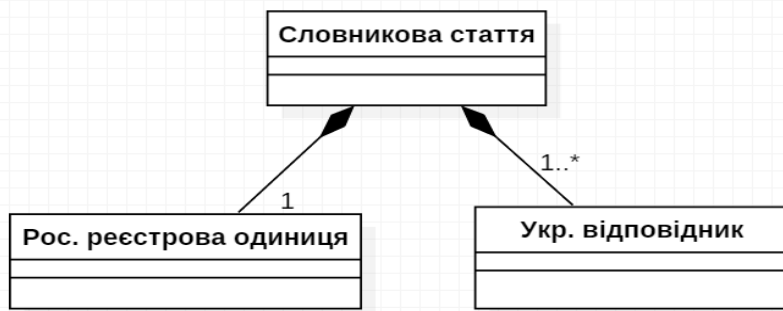 Словникова стаття
1..*
1
Рос. реєстрова одиниця
Укр. відповідник